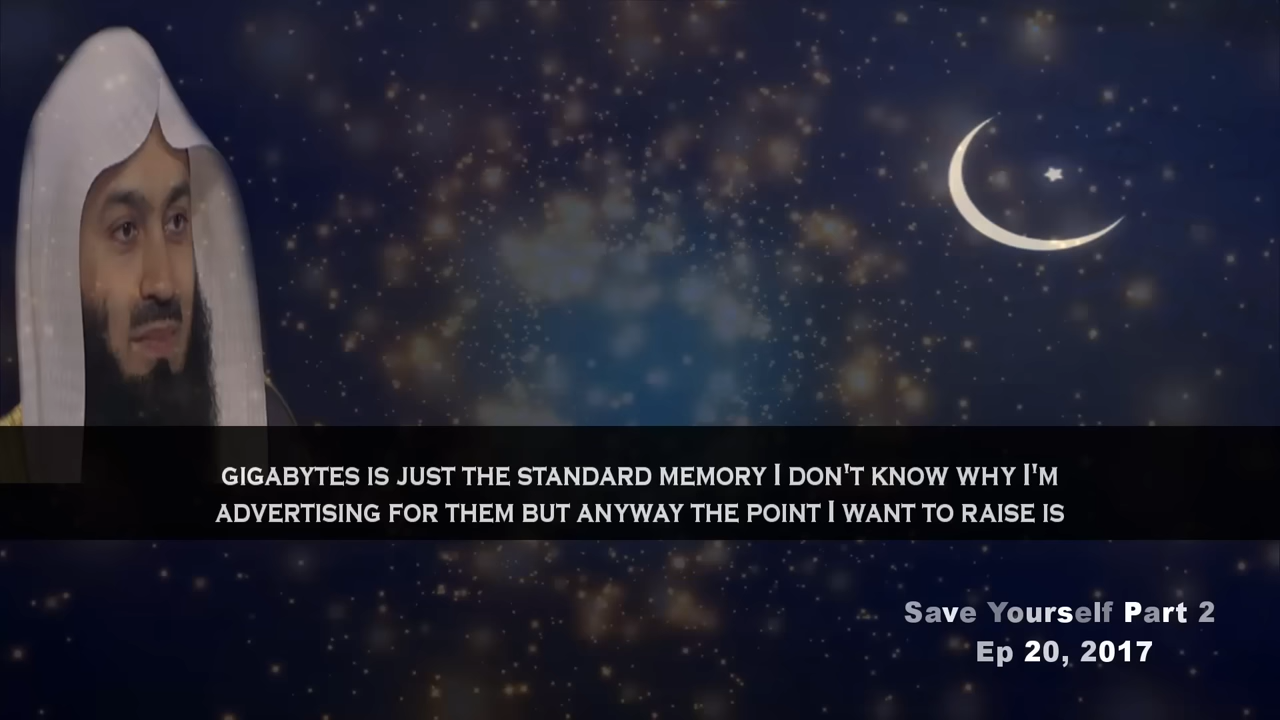 GIGABYTES IS JUST THE STANDARD MEMORY I DON'T KNOW WHY I'M
ADVERTISING FOR THEM BUT ANYWAY THE POINT I WANT TO RAISE IS
Save Yourself Part 2
Ep 20, 2017